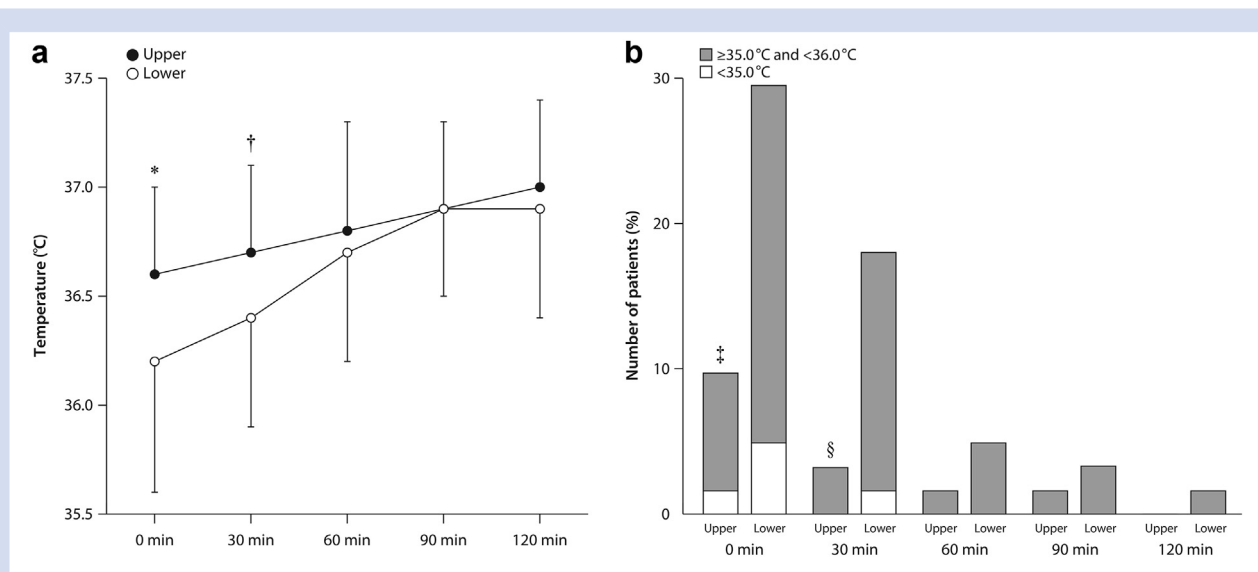 a
Upper
Lower
Temperature (°C)
37.5
37.0
36.5
36.0
35.5
*
†
0 min 30 min 60 min 90 min 120 min
b
≥35.0 °C and <36.0 °C
<35.0 °C
Number of patients (%)
30
20
10
0
‡
§
Upper Lower Upper Lower Upper Lower Upper Lower Upper Lower
0 min 30 min 60 min 90 min 120 min